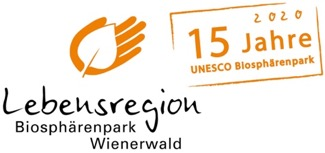 2020
15 Jahre
UNESCO Biosphärenpark
Lebensregion
Biosphärenpark
Wienerwald